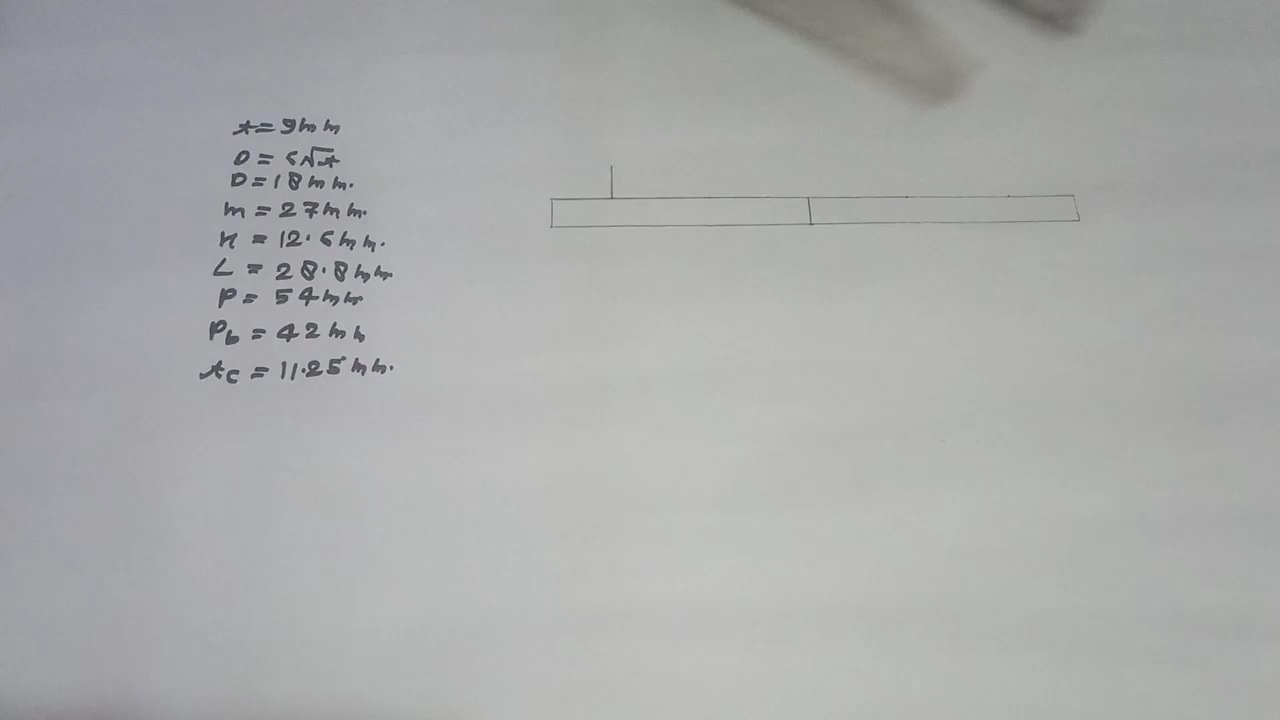 t = 9mm
D = 6√t
D = 18mm.
m = 27mm.
H = 12.6mm.
L = 28.8mm
P = 54mm
Pb = 42mm
tc = 11.25mm.